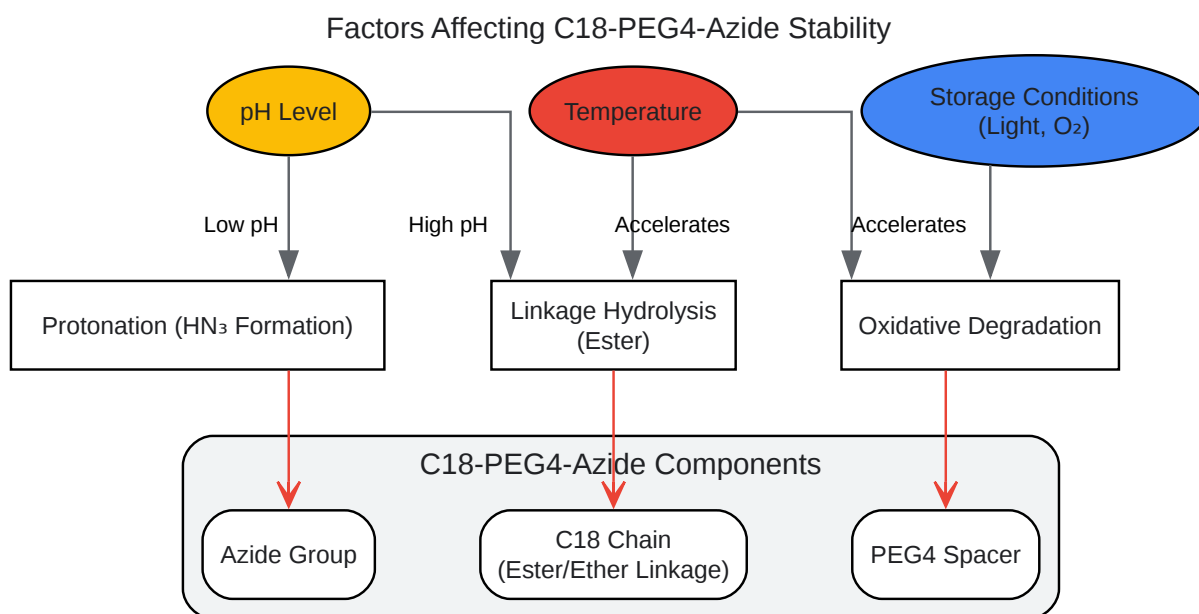 Factors Affecting C18-PEG4-Azide Stability
pH Level
Temperature
Storage Conditions
(Light, O₂)
Low pH
High pH
Accelerates
Accelerates
Protonation (HN₃ Formation)
Linkage Hydrolysis
(Ester)
Oxidative Degradation
C18-PEG4-Azide Components
Azide Group
C18 Chain
(Ester/Ether Linkage)
PEG4 Spacer